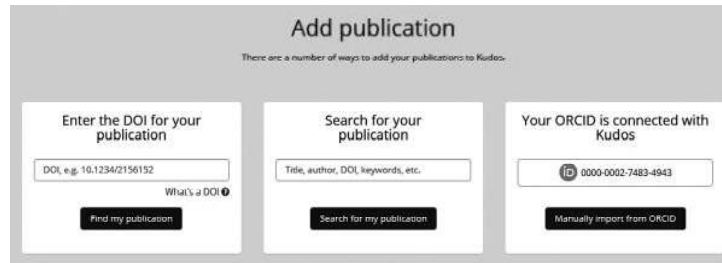 Add publication
There are a number of ways to add your publications to Kudos.
Enter the DOI for your
publication
DOI, e.g. 10.1234/2156152
What's a DOI ?
Find my publication
Search for your
publication
Title, author, DOI, keywords, etc.
Search for my publication
Your ORCID is connected with
Kudos
iD 0000-0002-7483-4943
Manually import from ORCID